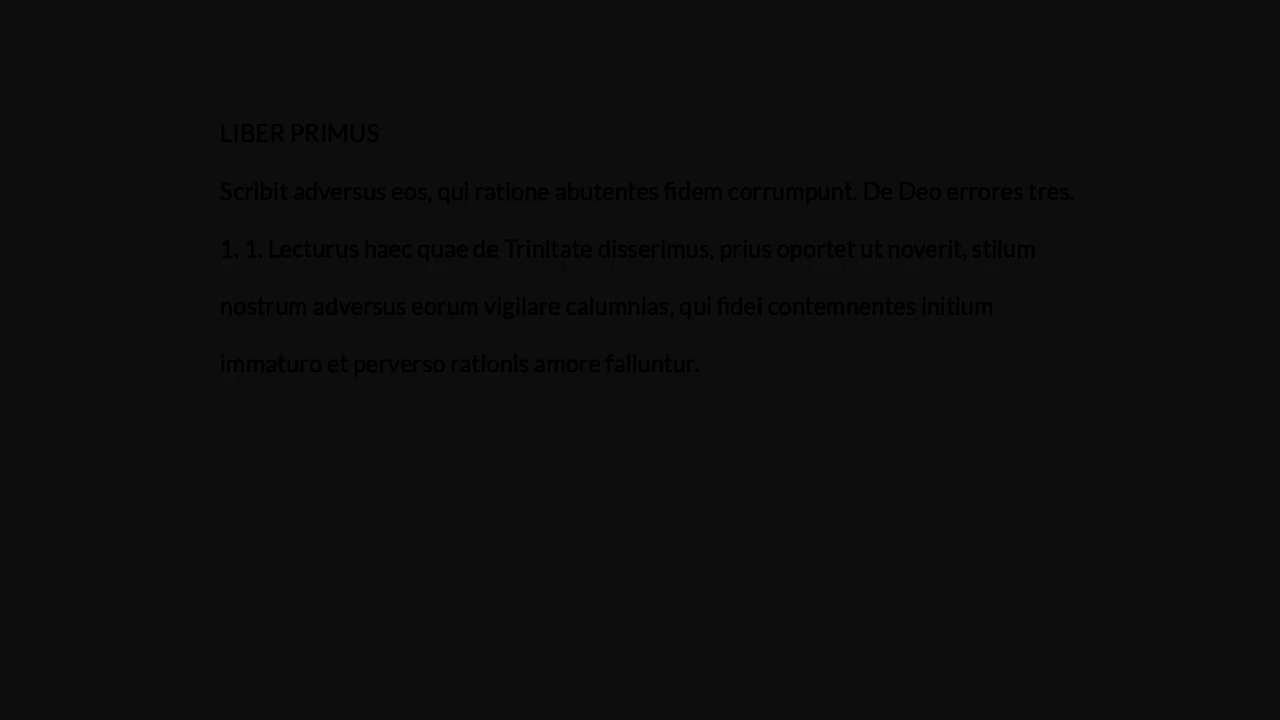 LIBER PRIMUS
Scribit adversus eos, qui ratione abutentes fidem corrumpunt. De Deo errores tres.
1. 1. Lecturus haec quae de Trinitate disserimus, prius oportet ut noverit, stilum
nostrum adversus eorum vigilare calumnias, qui fidei contemnentes initium
immaturo et perverso rationis amore falluntur.